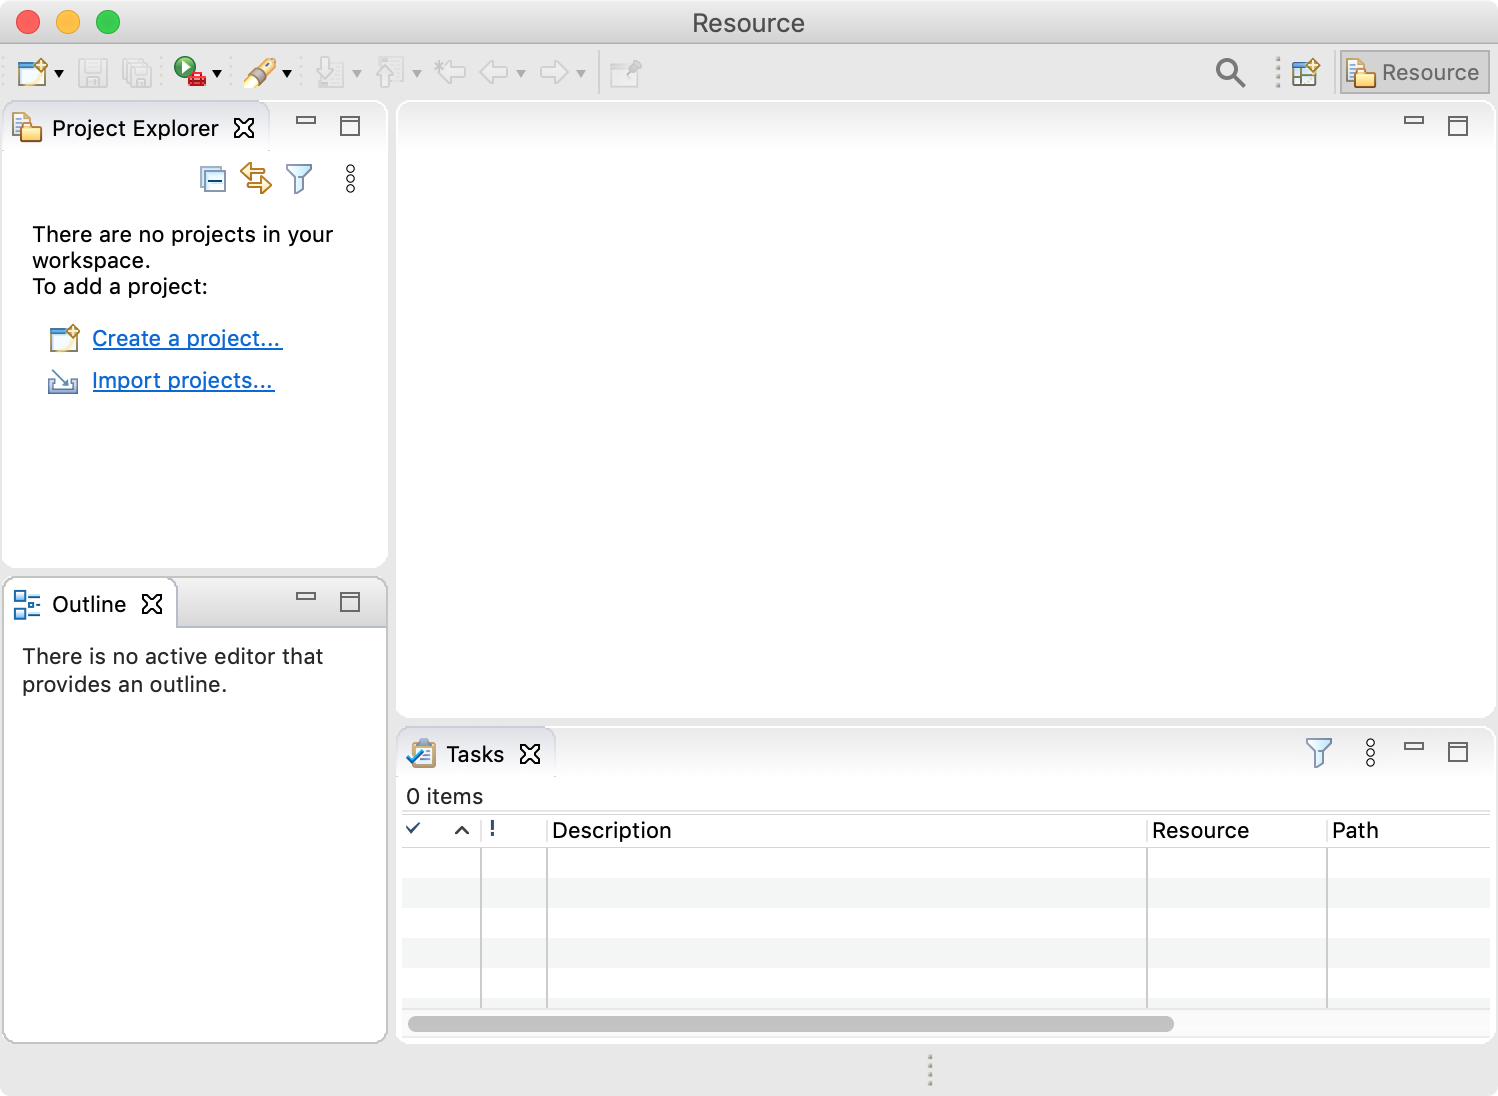 Resource
Resource
Project Explorer
There are no projects in your
workspace.
To add a project:
Create a project...
Import projects...
Outline
There is no active editor that
provides an outline.
Tasks
0 items
! Description Resource Path